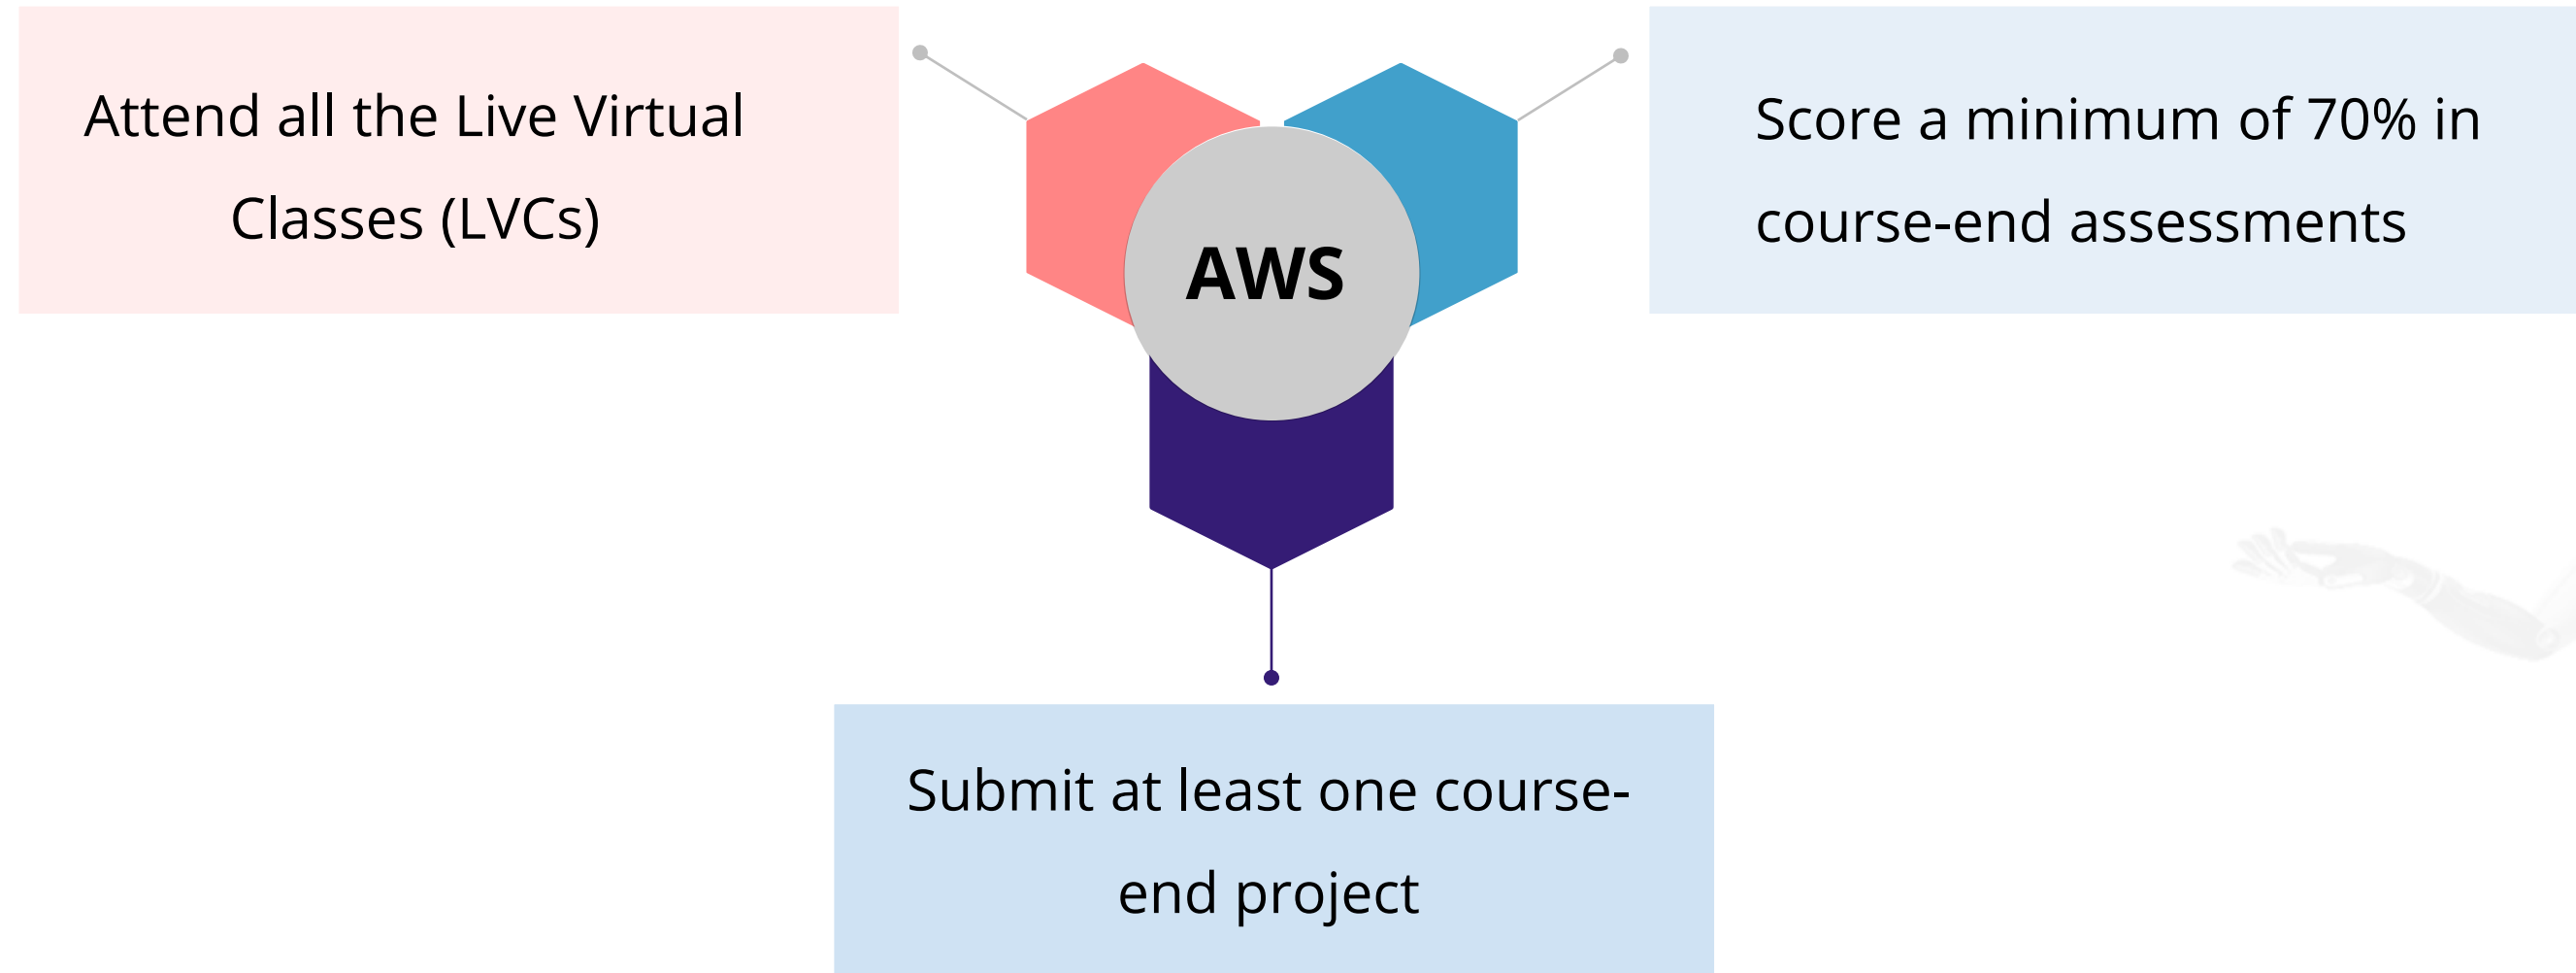 Attend all the Live Virtual
Classes (LVCs)
AWS
Score a minimum of 70% in
course-end assessments
Submit at least one course-
end project